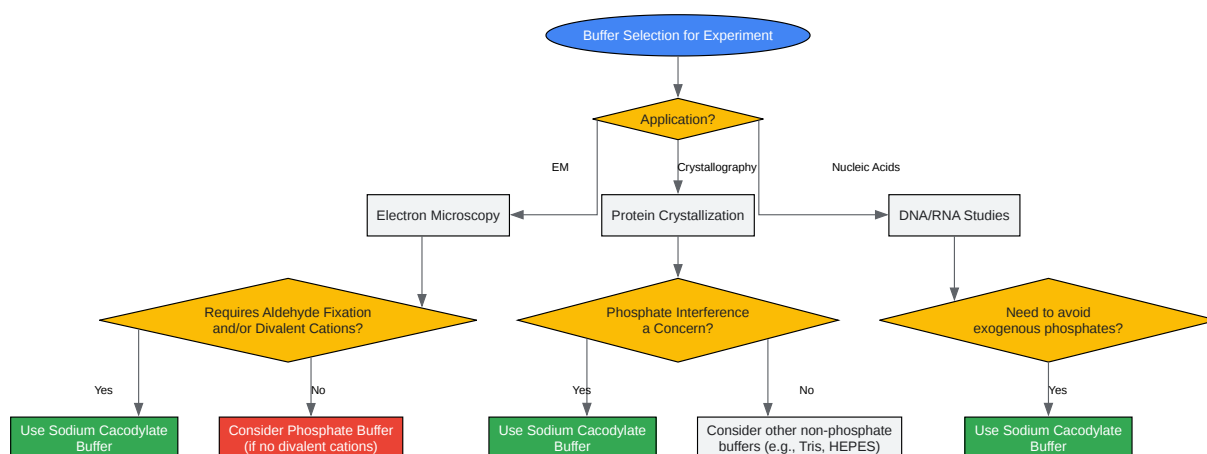 Buffer Selection for Experiment
Application?
EM
Crystallography
Nucleic Acids
Electron Microscopy
Protein Crystallization
DNA/RNA Studies
Requires Aldehyde Fixation
and/or Divalent Cations?
Phosphate Interference
a Concern?
Need to avoid
exogenous phosphates?
Yes
No
Yes
No
Yes
Use Sodium Cacodylate
Buffer
Consider Phosphate Buffer
(if no divalent cations)
Use Sodium Cacodylate
Buffer
Consider other non-phosphate
buffers (e.g., Tris, HEPES)
Use Sodium Cacodylate
Buffer